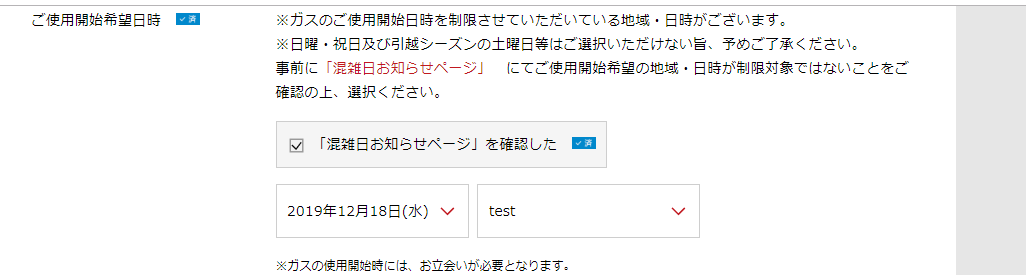 ご使用開始希望日時 ✓ 済
※ガスのご使用開始日時を制限させていただいている地域・日時がございます。
※日曜・祝日及び引越シーズンの土曜日等はご選択いただけない旨、予めご了承ください。
事前に「混雑日お知らせページ」 にてご使用開始希望の地域・日時が制限対象ではないことをご
確認の上、選択ください。
「混雑日お知らせページ」を確認した ✓ 済
2019年12月18日(水) test
※ガスの使用開始時には、お立会いが必要となります。